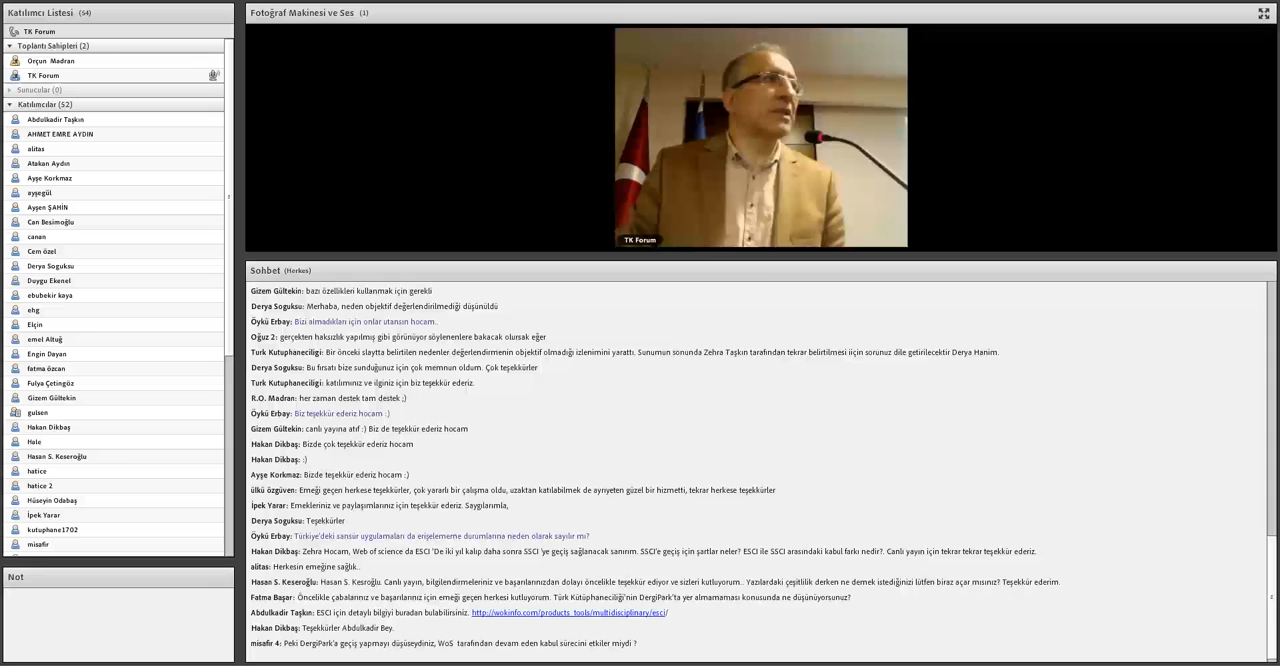 Katılımcı Listesi (54)
TK Forum
Toplantı Sahipleri (2)
Orçun Madran
TK Forum
Sunucular (0)
Katılımcılar (52)
Abdulkadir Taşkın
AHMET EMRE AYDIN
alitas
Atakan Aydın
Ayşe Korkmaz
ayşegül
Ayşen ŞAHİN
Can Besimoğlu
canan
Cem özel
Derya Soguksu
Duygu Ekenel
ebubekir kaya
ehg
Elçin
emel Altuğ
Engin Dayan
fatma özcan
Fulya Çetingöz
Gizem Gültekin
gulsen
Hakan Dikbaş
Hale
Hasan S. Keseroğlu
hatice
hatice 2
Hüseyin Odabaş
İpek Yarar
kutuphane1702
misafir
Not
Fotoğraf Makinesi ve Ses (1)
TK Forum
Sohbet (Herkes)
Gizem Gültekin: bazı özellikleri kullanmak için gerekli
Derya Soguksu: Merhaba, neden objektif değerlendirilmediği düşünüldü
Öykü Erbay: Bizi almadıkları için onlar utansın hocam..
Oğuz 2: gerçekten haksızlık yapılmış gibi görünüyor söylenenlere bakacak olursak eğer
Turk Kutuphaneciligi: Bir önceki slaytta belirtilen nedenler değerlendirmenin objektif olmadığı izlenimini yarattı. Sunumun sonunda Zehra Taşkın tarafından tekrar belirtilmesi iiçin sorunuz dile getirilecektir Derya Hanim.
Derya Soguksu: Bu fırsatı bize sunduğunuz için çok memnun oldum. Çok teşekkürler
Turk Kutuphaneciligi: katılımınız ve ilginiz için biz teşekkür ederiz.
R.O. Madran: her zaman destek tam destek ;)
Öykü Erbay: Biz teşekkür ederiz hocam :)
Gizem Gültekin: canlı yayına atıf :) Biz de teşekkür ederiz hocam
Hakan Dikbaş: Bizde çok teşekkür ederiz hocam
Hakan Dikbaş: :)
Ayşe Korkmaz: Bizde teşekkür ederiz hocam :)
ülkü özgüven: Emeği geçen herkese teşekkürler, çok yararlı bir çalışma oldu, uzaktan katılabilmek de ayrıyeten güzel bir hizmetti, tekrar herkese teşekkürler
İpek Yarar: Emekleriniz ve paylaşımlarınız için teşekkür ederiz. Saygılarımla,
Derya Soguksu: Teşekkürler
Öykü Erbay: Türkiye'deki sansür uygulamaları da erişelememe durumlarına neden olarak sayılır mı?
Hakan Dikbaş: Zehra Hocam, Web of science da ESCI 'De iki yıl kalıp daha sonra SSCI 'ye geçiş sağlanacak sanırım. SSCI'e geçiş için şartlar neler? ESCI ile SSCI arasındaki kabul farkı nedir?. Canlı yayın için tekrar tekrar teşekkür ederiz.
alitas: Herkesin emeğine sağlık..
Hasan S. Keseroğlu: Hasan S. Kesroğlu. Canlı yayın, bilgilendirmeleriniz ve başarılarınızdan dolayı öncelikle teşekkür ediyor ve sizleri kutluyorum.. Yazılardaki çeşitlilik derken ne demek istediğinizi lütfen biraz açar mısınız? Teşekkür ederim.
Fatma Başar: Öncelikle çabalarınız ve başarılarınız için emeği geçen herkesi kutluyorum. Türk Kütüphaneciliği'nin DergiPark'ta yer almamaması konusunda ne düşünüyorsunuz?
Abdulkadir Taşkın: ESCI için detaylı bilgiyi buradan bulabilirsiniz. http://wokinfo.com/products_tools/multidisciplinary/esci/
Hakan Dikbaş: Teşekkürler Abdulkadir Bey.
misafir 4: Peki DergiPark'a geçiş yapmayı düşüseydiniz, WoS tarafından devam eden kabul sürecini etkiler miydi ?